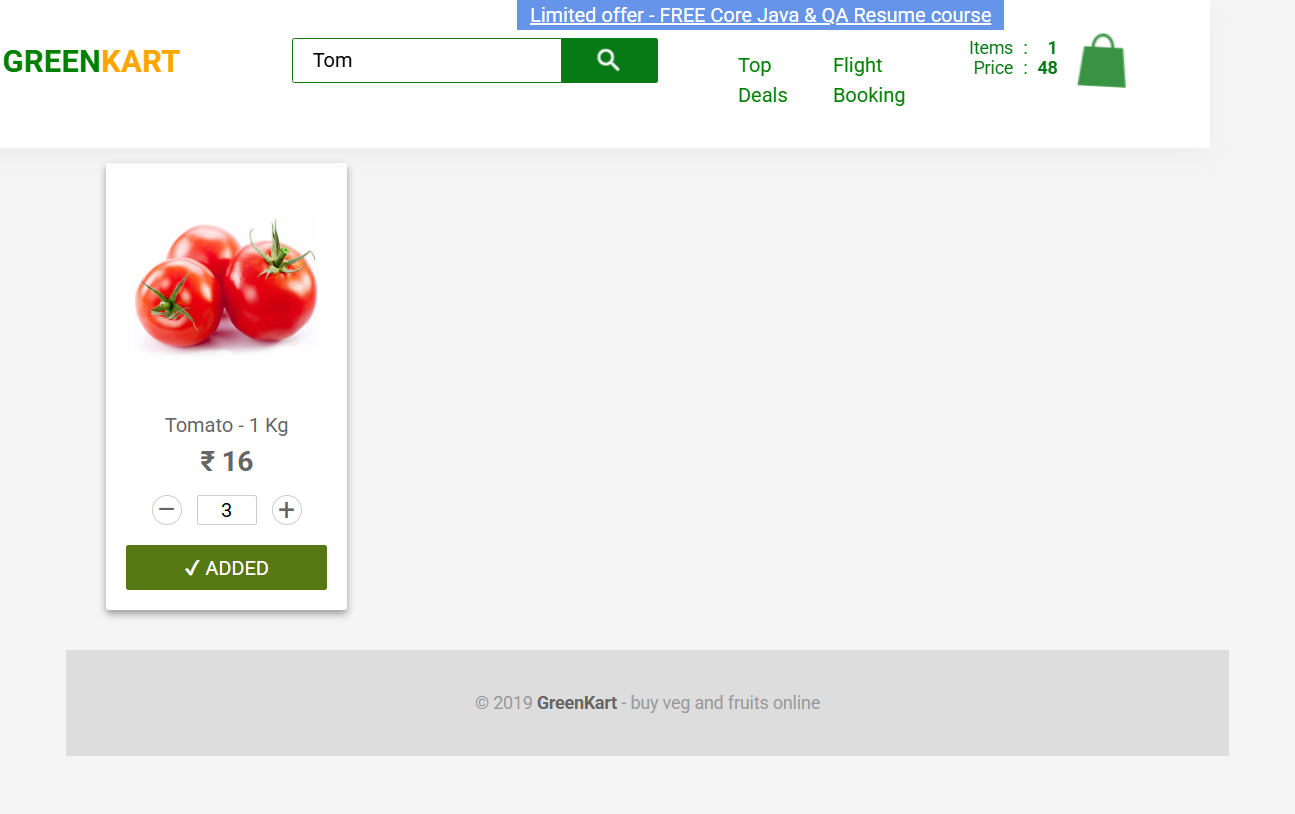 Limited offer - FREE Core Java & QA Resume course
GREENKART
Tom
Top
Deals
Flight
Booking
Items : 1
Price : 48
Tomato - 1 Kg
₹ 16
− 3 +
✓ ADDED
© 2019 GreenKart - buy veg and fruits online